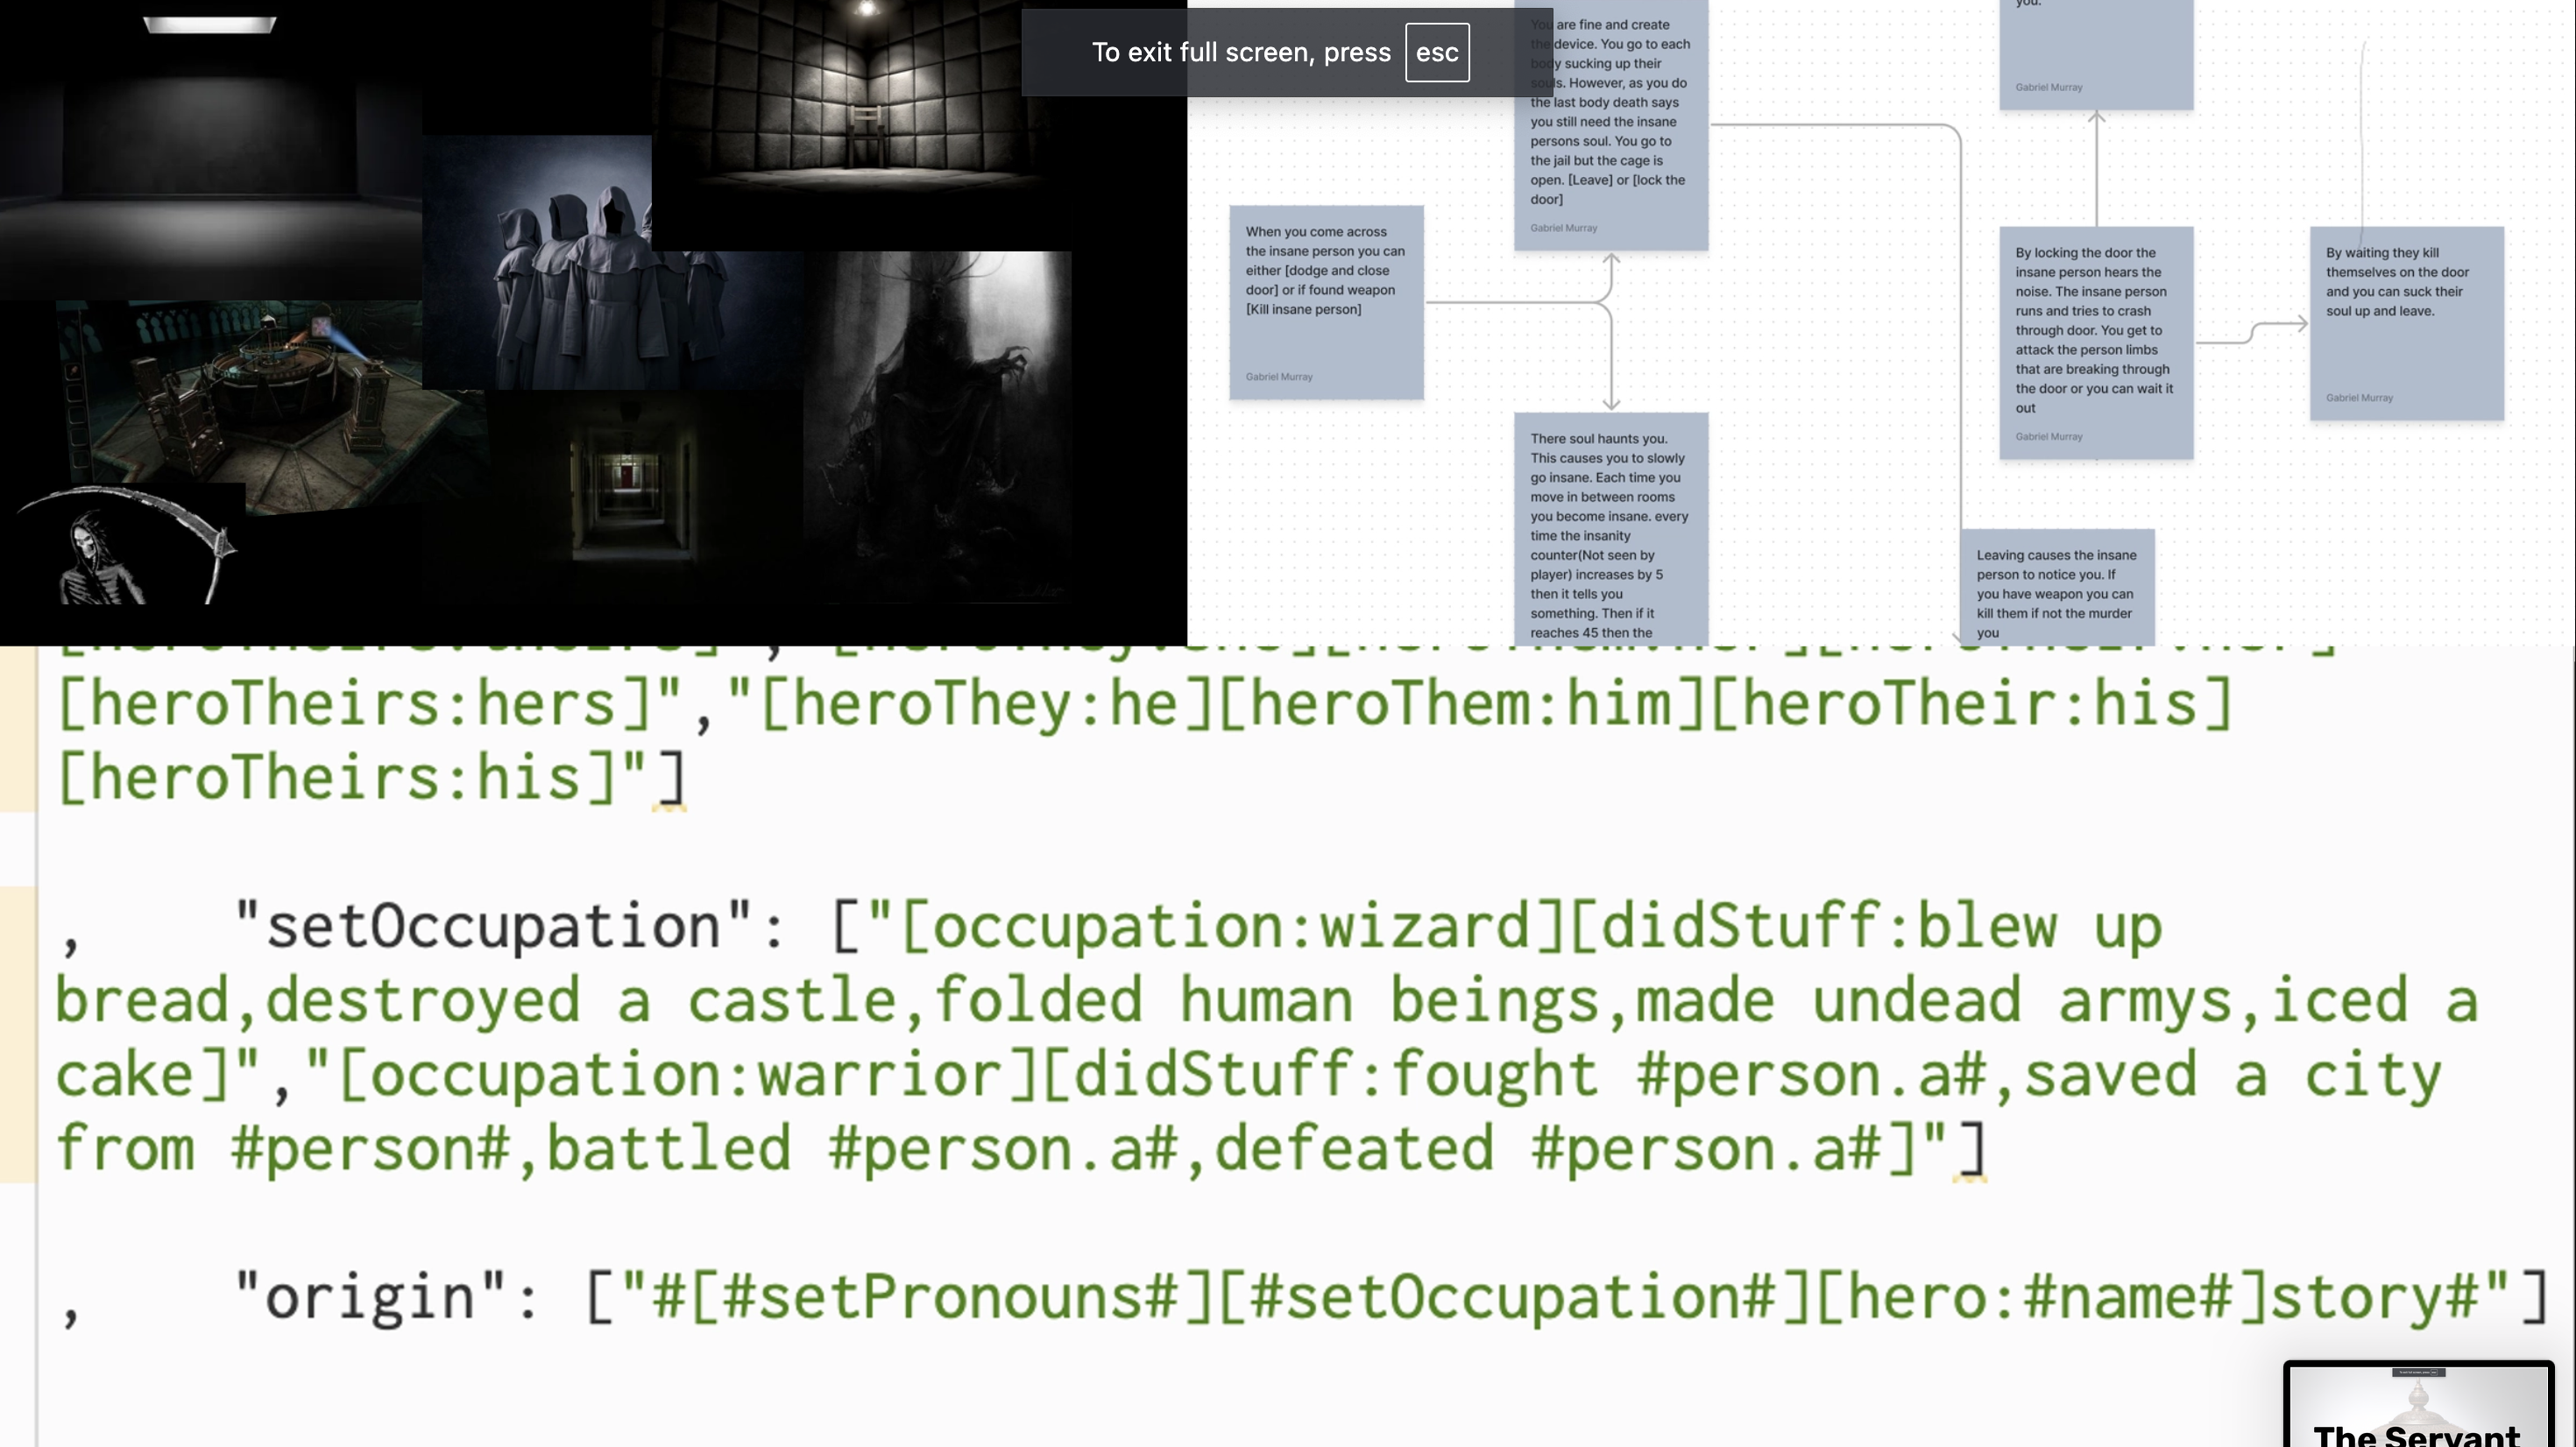 To exit full screen, press esc
You are fine and create
the device. You go to each
body sucking up their
souls. However, as you do
the last body death says
you still need the insane
persons soul. You go to
the jail but the cage is
open. [Leave] or [lock the
door]
Gabriel Murray
you.
Gabriel Murray
When you come across
the insane person you can
either [dodge and close
door] or if found weapon
[Kill insane person]
Gabriel Murray
By locking the door the
insane person hears the
noise. The insane person
runs and tries to crash
through door. You get to
attack the person limbs
that are breaking through
the door or you can wait it
out
Gabriel Murray
By waiting they kill
themselves on the door
and you can suck their
soul up and leave.
Gabriel Murray
There soul haunts you.
This causes you to slowly
go insane. Each time you
move in between rooms
you become insane. every
time the insanity
counter(Not seen by
player) increases by 5
then it tells you
something. Then if it
reaches 45 then the
Leaving causes the insane
person to notice you. If
you have weapon you can
kill them if not the murder
you
[heroTheirs:hers]","[heroThey:he][heroThem:him][heroTheir:his]
[heroTheirs:his]"]
, "setOccupation": ["[occupation:wizard][didStuff:blew up
bread,destroyed a castle,folded human beings,made undead armys,iced a
cake]","[occupation:warrior][didStuff:fought #person.a#,saved a city
from #person#,battled #person.a#,defeated #person.a#]"]
, "origin": ["#[#setPronouns#][#setOccupation#][hero:#name#]story#"]
The Servant